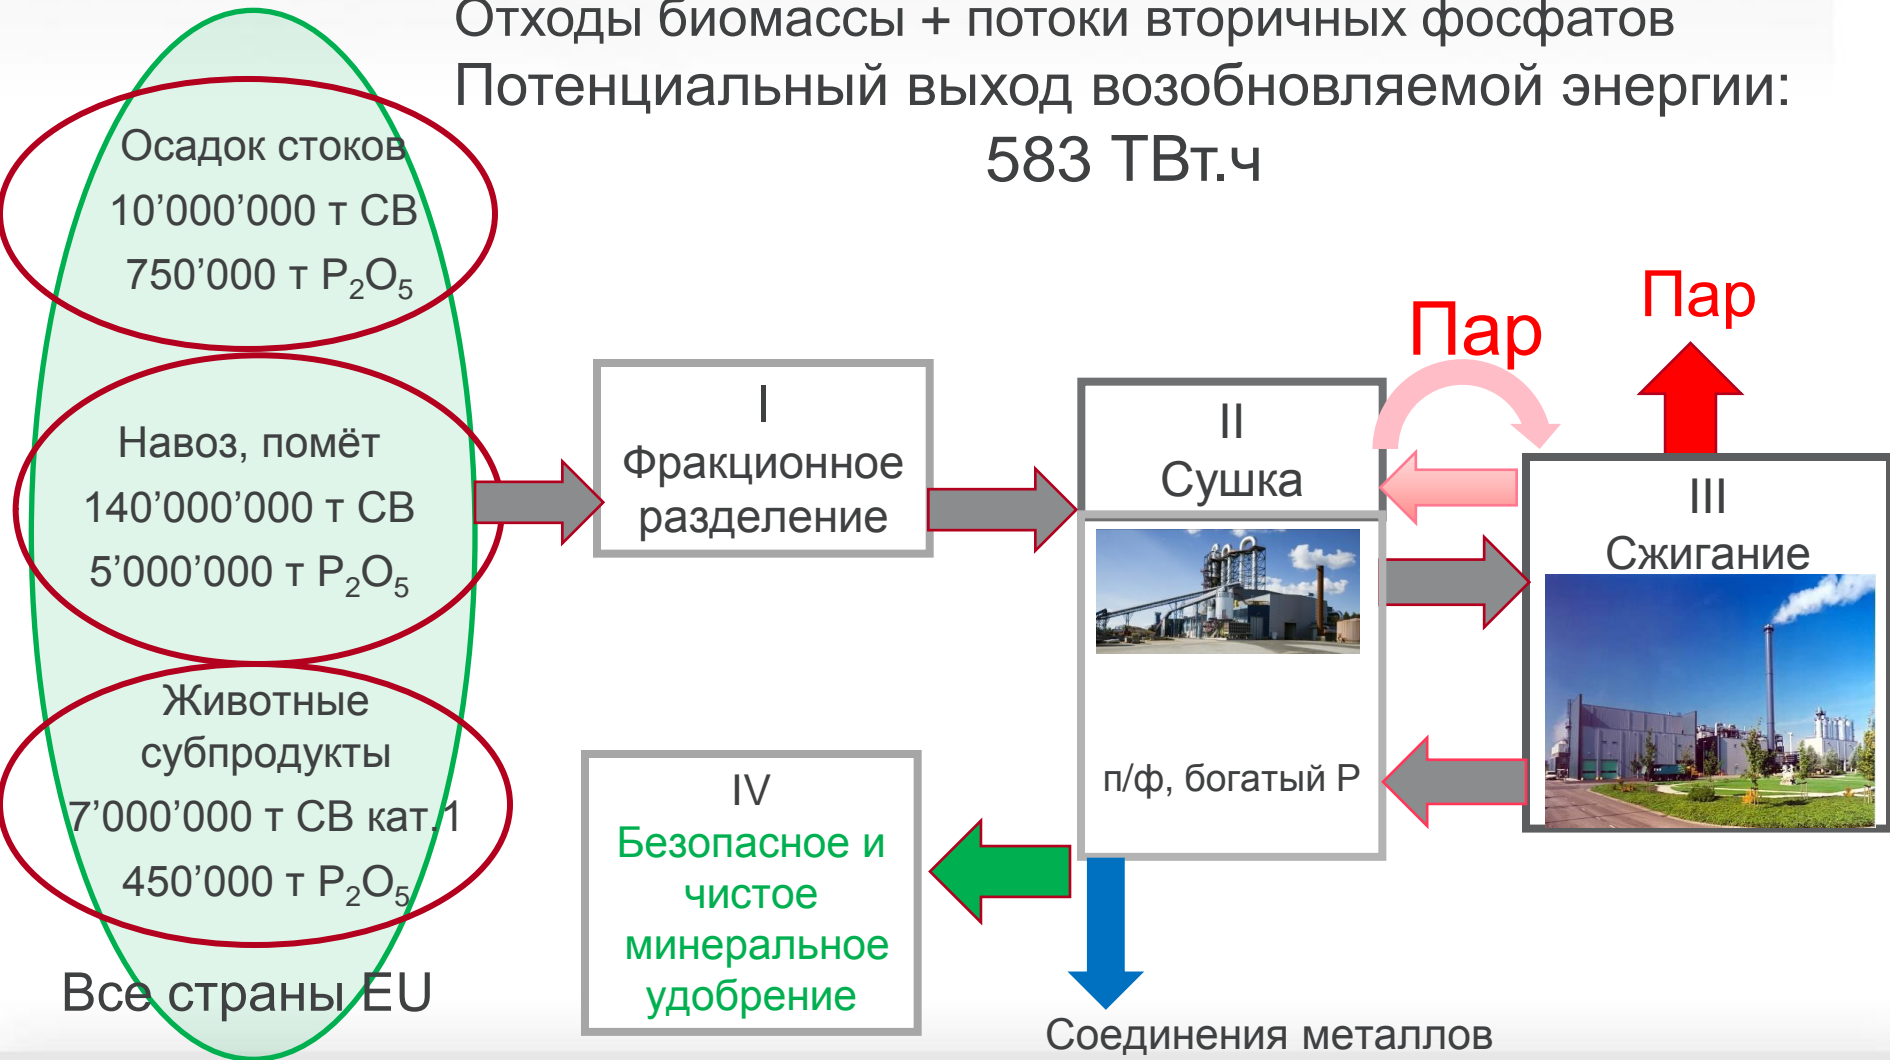 Отходы биомассы + потоки вторичных фосфатов
Потенциальный выход возобновляемой энергии:
583 ТВт.ч
Осадок стоков
10’000’000 т СВ
750’000 т P₂O₅
Навоз, помёт
140’000’000 т СВ
5’000’000 т P₂O₅
Животные
субпродукты
7’000’000 т СВ кат.1
450’000 т P₂O₅
Все страны EU
I
Фракционное
разделение
II
Сушка
Пар
Пар
III
Сжигание
п/ф, богатый P
IV
Безопасное и
чистое
минеральное
удобрение
Соединения металлов